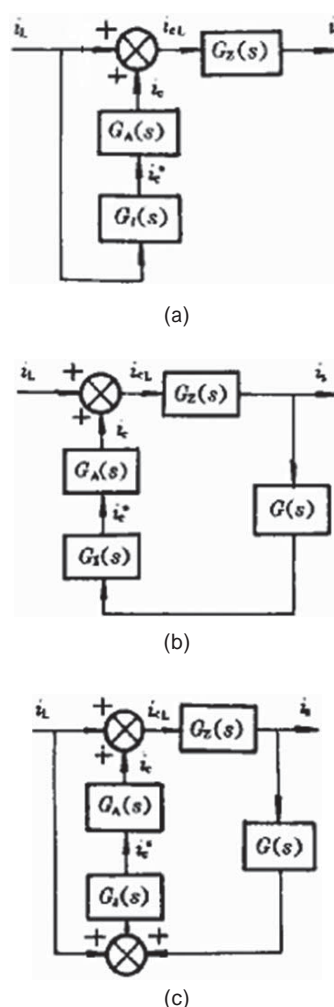 i_L + i_cL G_Z(s) i
+ i_c
G_A(s)
i_c*
G_I(s)
(a)
i_L + i_cL G_Z(s) i_s
+ i_c
G_A(s) G(s)
i_c*
G_I(s)
(b)
i_L + i_cL G_Z(s) i_s
+ i_c
G_A(s) G(s)
i_c*
+ +
(c)